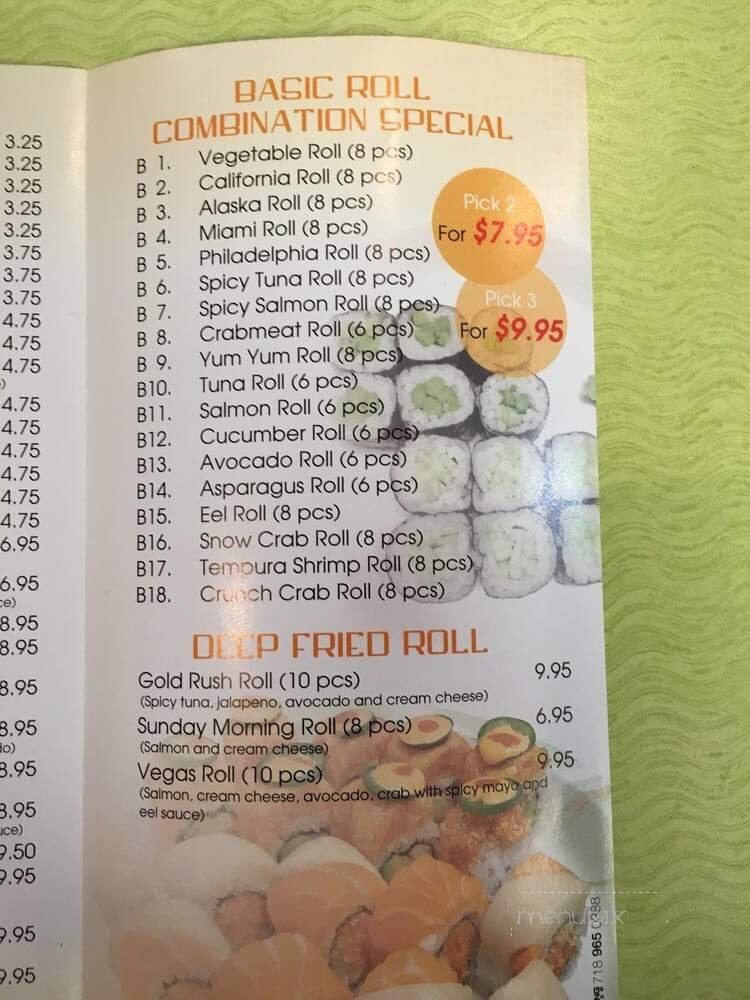 3.25
3.25
3.25
3.25
3.25
3.75
3.75
3.75
4.75
4.75
4.75
4.75
4.75
4.75
4.75
4.75
4.75
6.95
6.95
ce)
8.95
8.95
8.95
8.95
do)
8.95
8.95
uce)
9.50
9.95
9.95
9.95
BASIC ROLL
COMBINATION SPECIAL
B 1. Vegetable Roll (8 pcs)
B 2. California Roll (8 pcs)
B 3. Alaska Roll (8 pcs)
B 4. Miami Roll (8 pcs)
B 5. Philadelphia Roll (8 pcs)
B 6. Spicy Tuna Roll (8 pcs)
B 7. Spicy Salmon Roll (8 pcs)
B 8. Crabmeat Roll (6 pcs)
B 9. Yum Yum Roll (8 pcs)
B10. Tuna Roll (6 pcs)
B11. Salmon Roll (6 pcs)
B12. Cucumber Roll (6 pcs)
B13. Avocado Roll (6 pcs)
B14. Asparagus Roll (6 pcs)
B15. Eel Roll (8 pcs)
B16. Snow Crab Roll (8 pcs)
B17. Tempura Shrimp Roll (8 pcs)
B18. Crunch Crab Roll (8 pcs)
Pick 2
For $7.95
Pick 3
For $9.95
DEEP FRIED ROLL
Gold Rush Roll (10 pcs) 9.95
(Spicy tuna, jalapeno, avocado and cream cheese)
Sunday Morning Roll (8 pcs) 6.95
(Salmon and cream cheese)
Vegas Roll (10 pcs) 9.95
(Salmon, cream cheese, avocado, crab with spicy mayo and
eel sauce)
718 965 0388
menupix